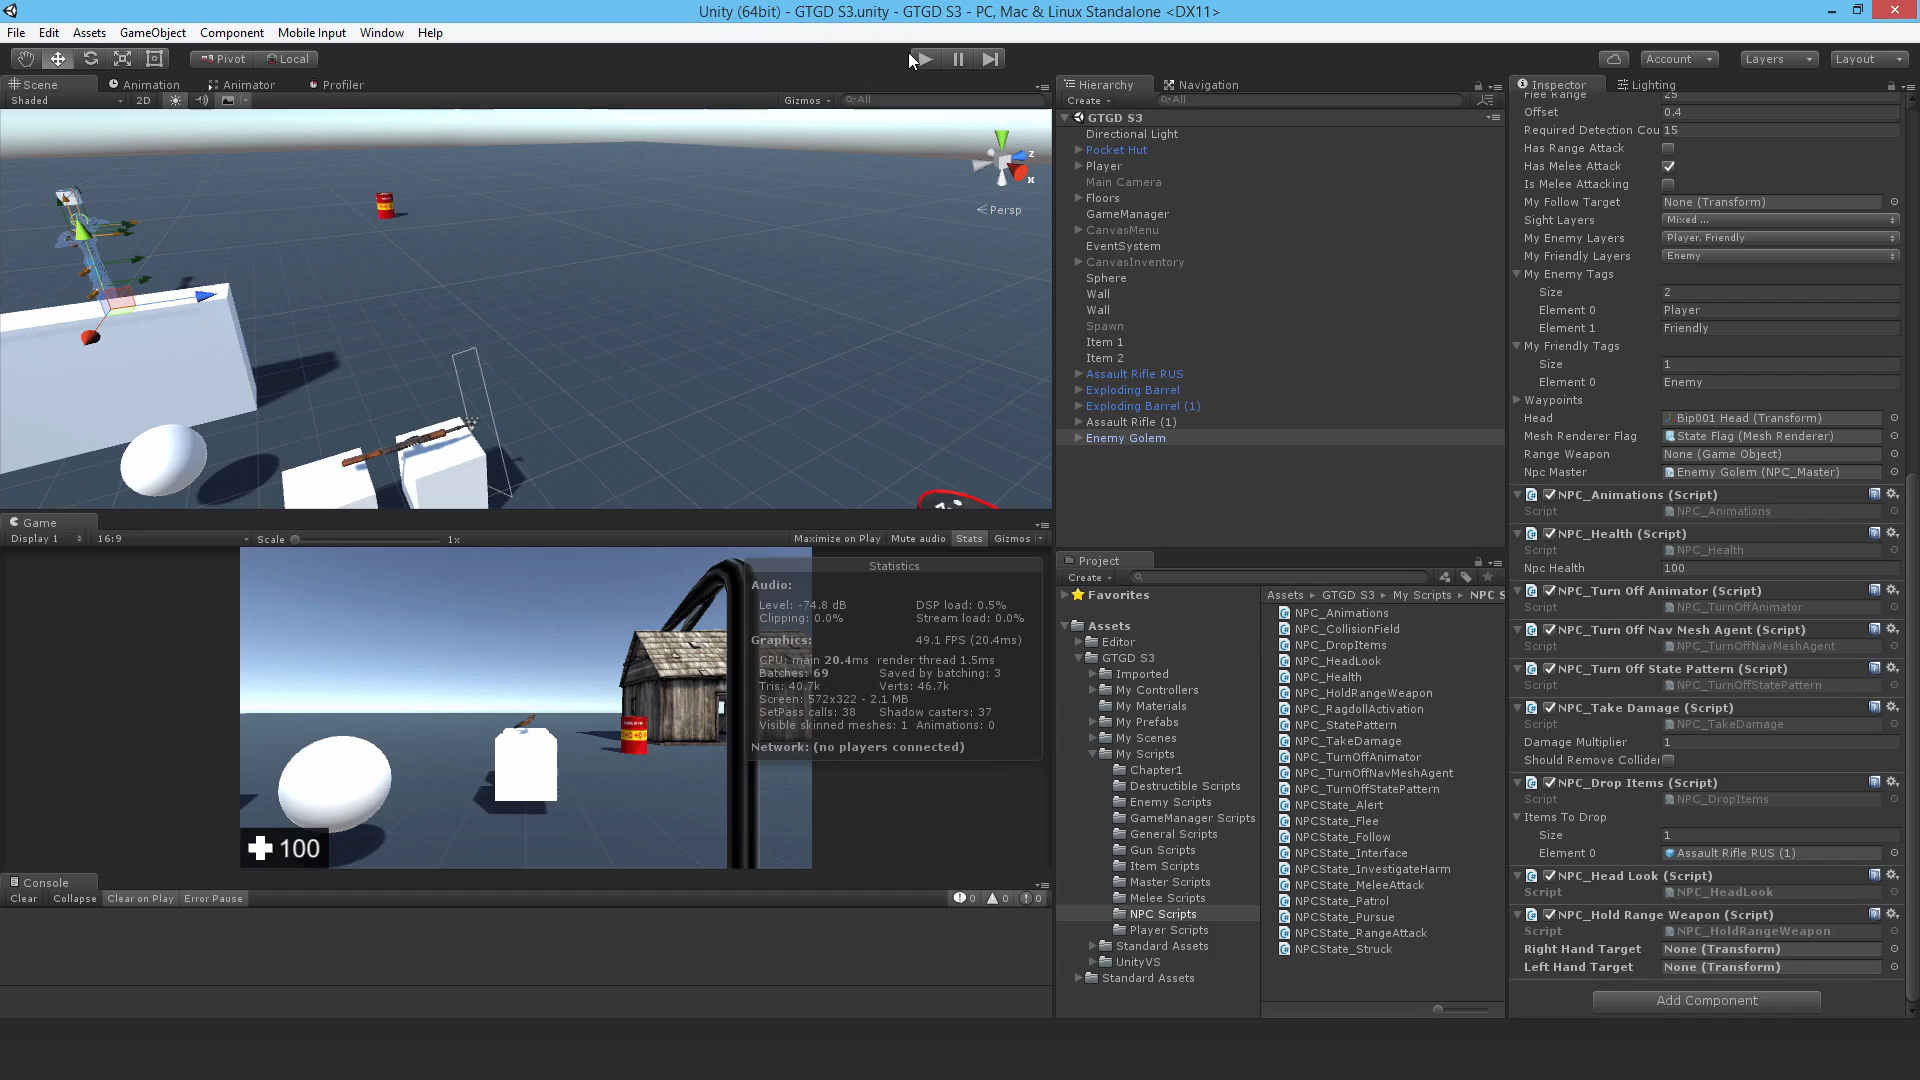 Unity (64bit) - GTGD S3.unity - GTGD S3 - PC, Mac & Linux Standalone <DX11>
File Edit Assets GameObject Component Mobile Input Window Help
Pivot Local Account Layers Layout
Scene Animation Animator Profiler
Shaded 2D Gizmos All
z
x
Persp
Game
Display 1 16:9 Scale 1x Maximize on Play Mute audio Stats Gizmos
Statistics
Audio:
Level: -74.8 dB DSP load: 0.5%
Clipping: 0.0% Stream load: 0.0%
Graphics: 49.1 FPS (20.4ms)
CPU: main 20.4ms render thread 1.5ms
Batches: 69 Saved by batching: 3
Tris: 40.7k Verts: 46.7k
Screen: 572x322 - 2.1 MB
SetPass calls: 38 Shadow casters: 37
Visible skinned meshes: 1 Animations: 0
Network: (no players connected)
100
Console
Clear Collapse Clear on Play Error Pause 0 0 0
Hierarchy Navigation
Create All
GTGD S3
Directional Light
Pocket Hut
Player
Main Camera
Floors
GameManager
CanvasMenu
EventSystem
CanvasInventory
Sphere
Wall
Wall
Spawn
Item 1
Item 2
Assault Rifle RUS
Exploding Barrel
Exploding Barrel (1)
Assault Rifle (1)
Enemy Golem
Project
Create
Favorites
Assets
Editor
GTGD S3
Imported
My Controllers
My Materials
My Prefabs
My Scenes
My Scripts
Chapter1
Destructible Scripts
Enemy Scripts
GameManager Scripts
General Scripts
Gun Scripts
Item Scripts
Master Scripts
Melee Scripts
NPC Scripts
Player Scripts
Standard Assets
UnityVS
Standard Assets
Assets GTGD S3 My Scripts NPC S
NPC_Animations
NPC_CollisionField
NPC_DropItems
NPC_HeadLook
NPC_Health
NPC_HoldRangeWeapon
NPC_RagdollActivation
NPC_StatePattern
NPC_TakeDamage
NPC_TurnOffAnimator
NPC_TurnOffNavMeshAgent
NPC_TurnOffStatePattern
NPCState_Alert
NPCState_Flee
NPCState_Follow
NPCState_Interface
NPCState_InvestigateHarm
NPCState_MeleeAttack
NPCState_Patrol
NPCState_Pursue
NPCState_RangeAttack
NPCState_Struck
Inspector Lighting
Flee Range 25
Offset 0.4
Required Detection Cou 15
Has Range Attack
Has Melee Attack
Is Melee Attacking
My Follow Target None (Transform)
Sight Layers Mixed ...
My Enemy Layers Player, Friendly
My Friendly Layers Enemy
My Enemy Tags
Size 2
Element 0 Player
Element 1 Friendly
My Friendly Tags
Size 1
Element 0 Enemy
Waypoints
Head Bip001 Head (Transform)
Mesh Renderer Flag State Flag (Mesh Renderer)
Range Weapon None (Game Object)
Npc Master Enemy Golem (NPC_Master)
NPC_Animations (Script)
Script NPC_Animations
NPC_Health (Script)
Script NPC_Health
Npc Health 100
NPC_Turn Off Animator (Script)
Script NPC_TurnOffAnimator
NPC_Turn Off Nav Mesh Agent (Script)
Script NPC_TurnOffNavMeshAgent
NPC_Turn Off State Pattern (Script)
Script NPC_TurnOffStatePattern
NPC_Take Damage (Script)
Script NPC_TakeDamage
Damage Multiplier 1
Should Remove Collider
NPC_Drop Items (Script)
Script NPC_DropItems
Items To Drop
Size 1
Element 0 Assault Rifle RUS (1)
NPC_Head Look (Script)
Script NPC_HeadLook
NPC_Hold Range Weapon (Script)
Script NPC_HoldRangeWeapon
Right Hand Target None (Transform)
Left Hand Target None (Transform)
Add Component